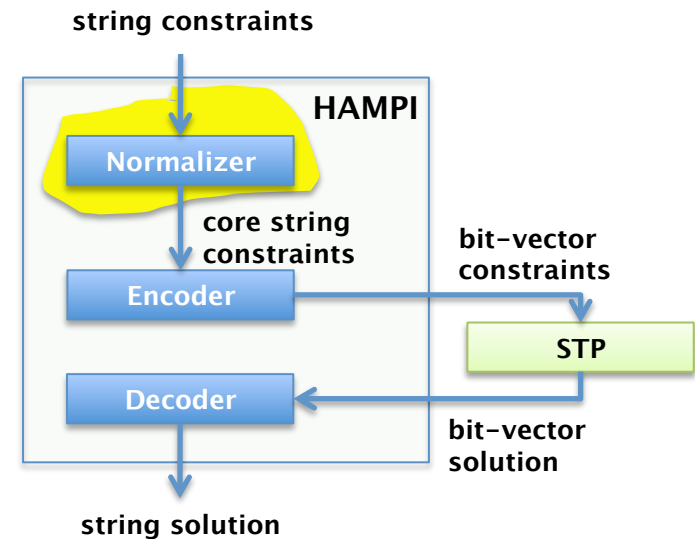 string constraints
HAMPI
Normalizer
core string
constraints
bit-vector
constraints
Encoder
STP
Decoder
bit-vector
solution
string solution